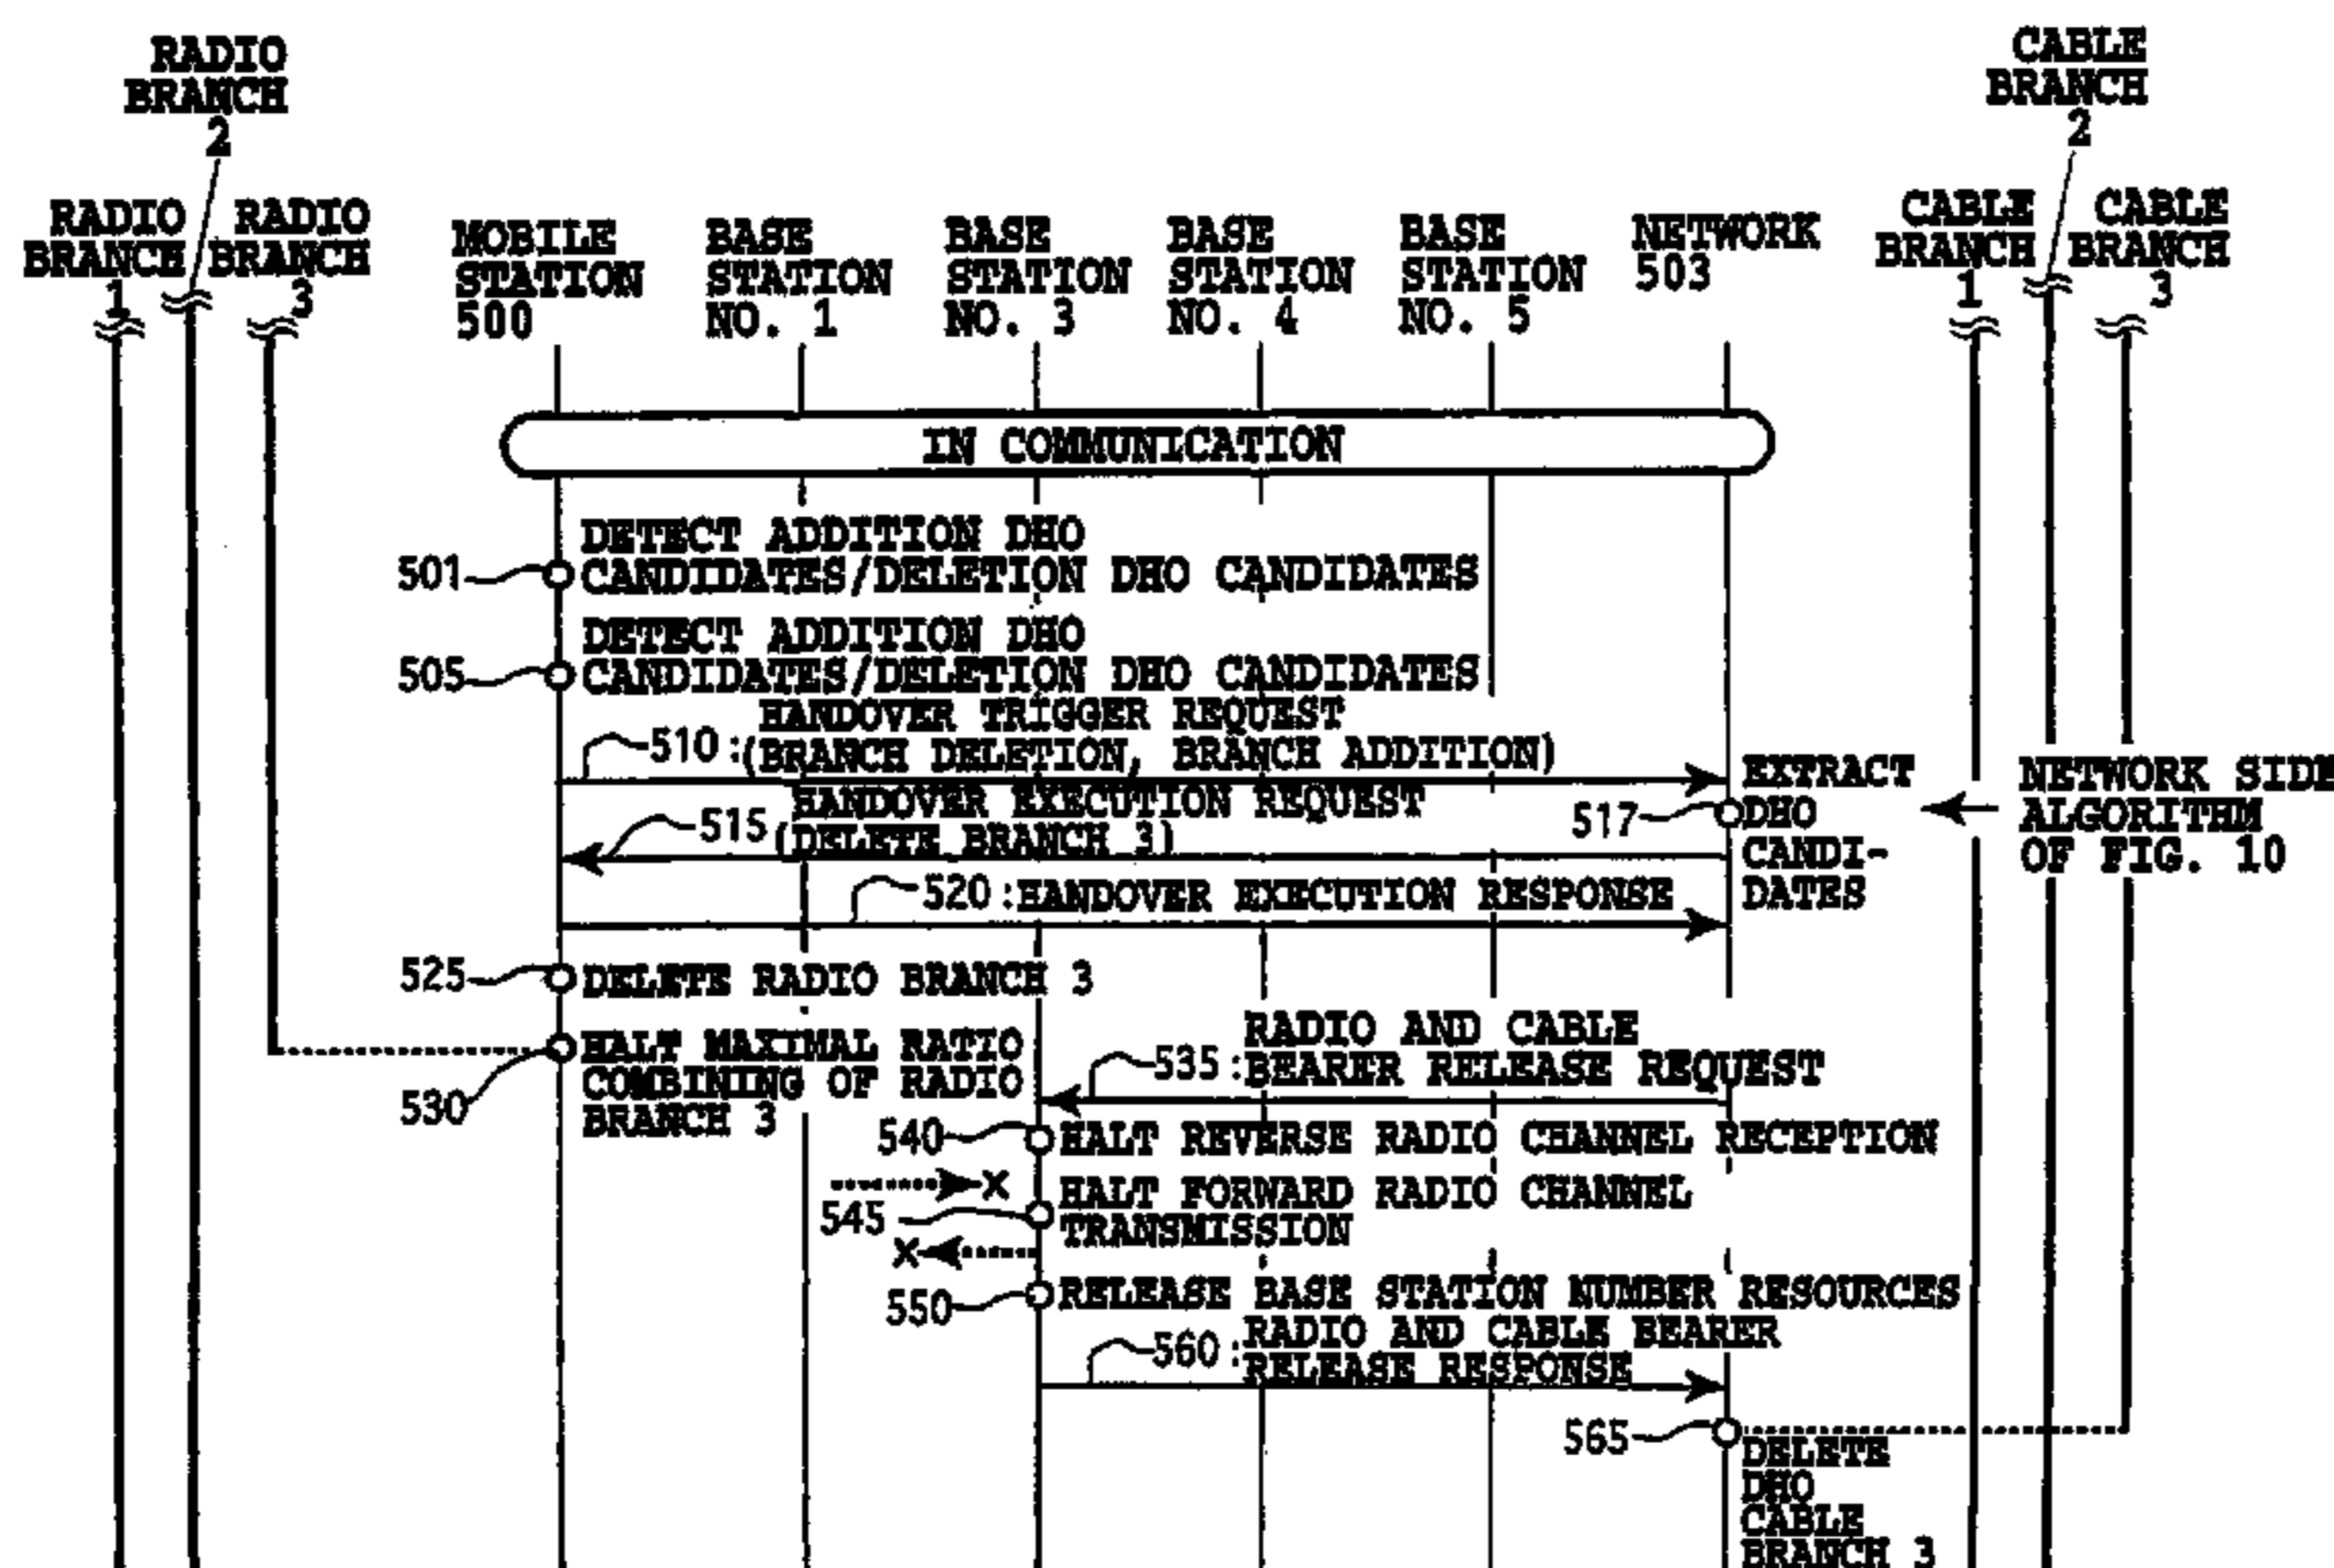 RADIO
BRANCH
2
RADIO
BRANCH
1
RADIO
BRANCH
3
MOBILE
STATION
500
BASE
STATION
NO. 1
BASE
STATION
NO. 3
BASE
STATION
NO. 4
BASE
STATION
NO. 5
NETWORK
503
CABLE
BRANCH
2
CABLE
BRANCH
1
CABLE
BRANCH
3
IN COMMUNICATION
DETECT ADDITION DHO
501 CANDIDATES/DELETION DHO CANDIDATES
DETECT ADDITION DHO
505 CANDIDATES/DELETION DHO CANDIDATES
HANDOVER TRIGGER REQUEST
510:(BRANCH DELETION, BRANCH ADDITION)
HANDOVER EXECUTION REQUEST
515(DELETE BRANCH 3)
517
EXTRACT
DHO
CANDI-
DATES
NETWORK SIDE
ALGORITHM
OF FIG. 10
520:HANDOVER EXECUTION RESPONSE
525 DELETE RADIO BRANCH 3
530
HALT MAXIMAL RATIO
COMBINING OF RADIO
BRANCH 3
RADIO AND CABLE
535:BEARER RELEASE REQUEST
540 HALT REVERSE RADIO CHANNEL RECEPTION
X
545
HALT FORWARD RADIO CHANNEL
TRANSMISSION
X
550 RELEASE BASE STATION NUMBER RESOURCES
560:RADIO AND CABLE BEARER
RELEASE RESPONSE
565
DELETE
DHO
CABLE
BRANCH 3